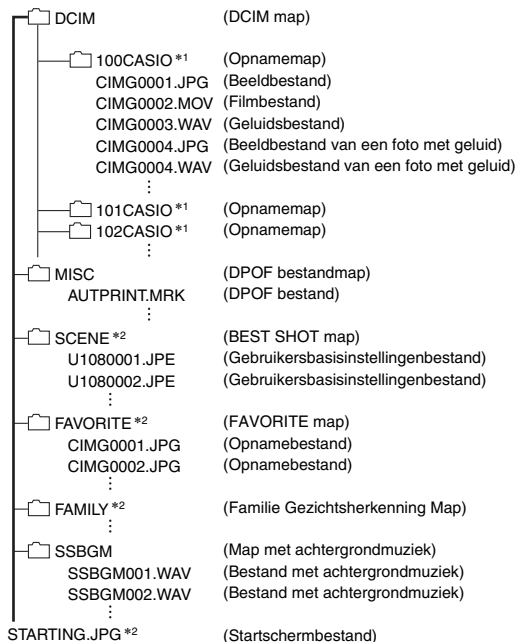 DCIM (DCIM map)
100CASIO *1 (Opnamemap)
CIMG0001.JPG (Beeldbestand)
CIMG0002.MOV (Filmbestand)
CIMG0003.WAV (Geluidsbestand)
CIMG0004.JPG (Beeldbestand van een foto met geluid)
CIMG0004.WAV (Geluidsbestand van een foto met geluid)
101CASIO *1 (Opnamemap)
102CASIO *1 (Opnamemap)
MISC (DPOF bestandmap)
AUTPRINT.MRK (DPOF bestand)
SCENE *2 (BEST SHOT map)
U1080001.JPE (Gebruikersbasisinstellingenbestand)
U1080002.JPE (Gebruikersbasisinstellingenbestand)
FAVORITE *2 (FAVORITE map)
CIMG0001.JPG (Opnamebestand)
CIMG0002.JPG (Opnamebestand)
FAMILY *2 (Familie Gezichtsherkenning Map)
SSBGM (Map met achtergrondmuziek)
SSBGM001.WAV (Bestand met achtergrondmuziek)
SSBGM002.WAV (Bestand met achtergrondmuziek)
STARTING.JPG *2 (Startschermbestand)